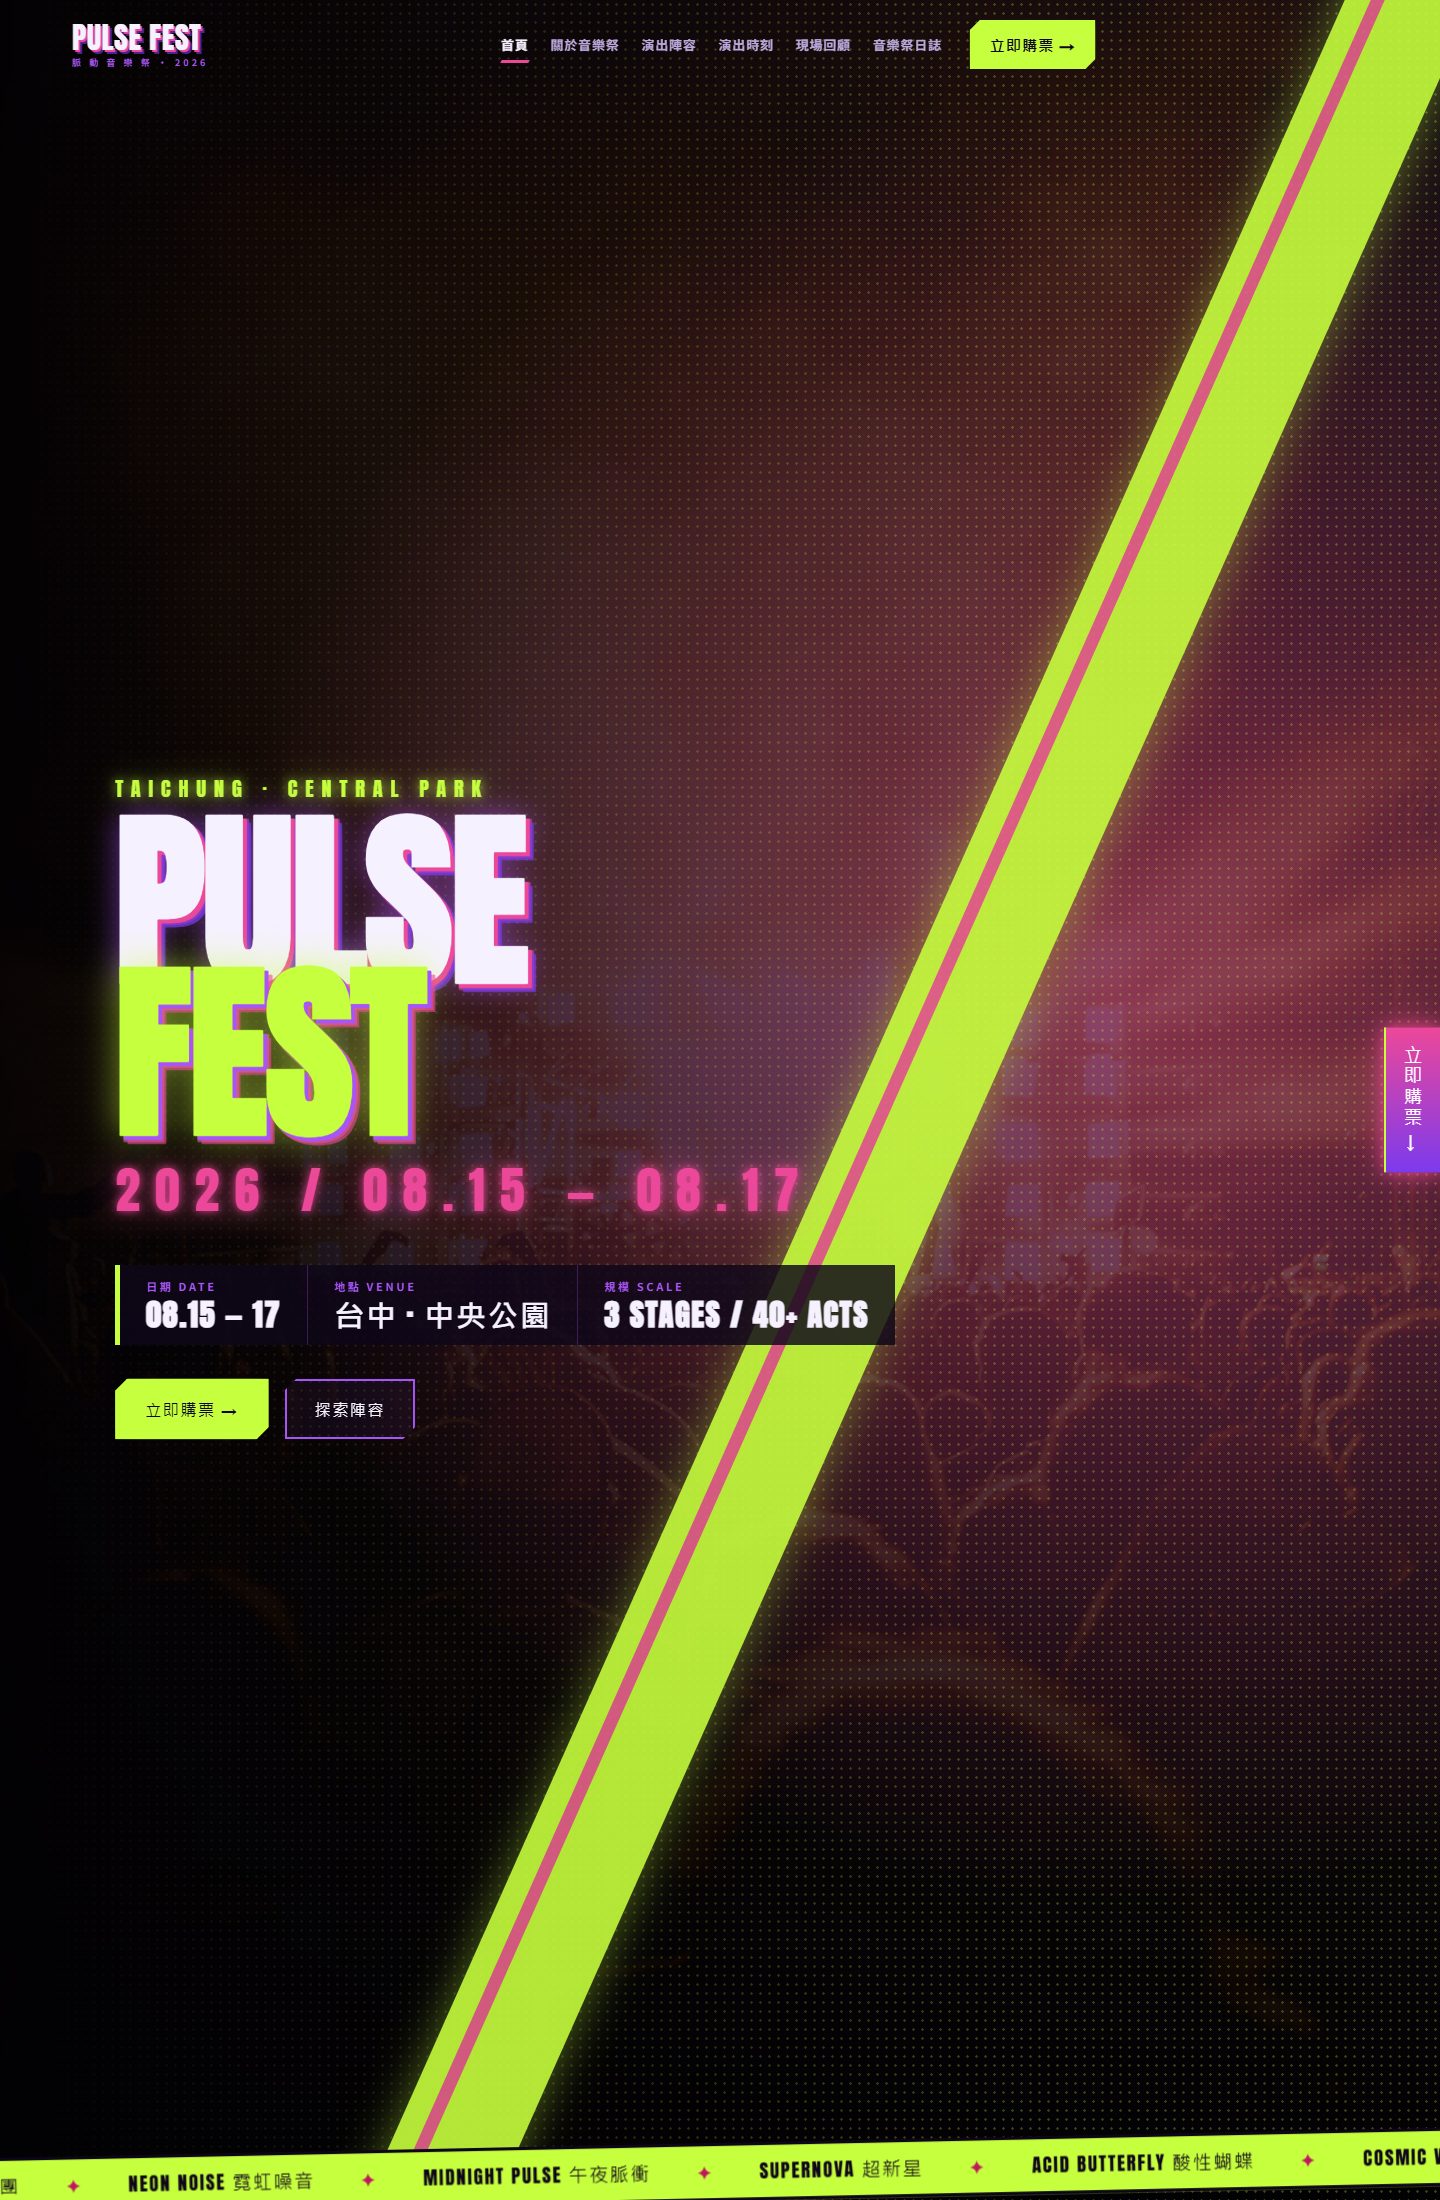 PULSE FEST
脈動音樂祭・2026
首頁 關於音樂祭 演出陣容 演出時刻 現場回顧 音樂祭日誌 立即購票 →
TAICHUNG · CENTRAL PARK
PULSE
FEST
2026 / 08.15 – 08.17
立即購票 →
日期 DATE 地點 VENUE 規模 SCALE
08.15 – 17 台中・中央公園 3 STAGES / 40+ ACTS
立即購票 → 探索陣容
團 ✦ NEON NOISE 霓虹噪音 ✦ MIDNIGHT PULSE 午夜脈衝 ✦ SUPERNOVA 超新星 ✦ ACID BUTTERFLY 酸性蝴蝶 ✦ COSMIC